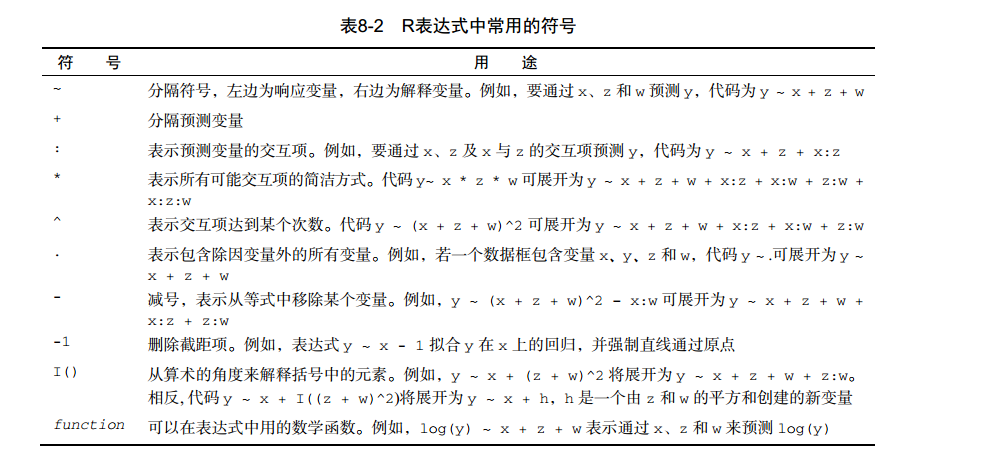 表8-2 R表达式中常用的符号
符 号 用 途
~ 分隔符号，左边为响应变量，右边为解释变量。例如，要通过 x、z 和 w 预测 y，代码为 y ~ x + z + w
+ 分隔预测变量
: 表示预测变量的交互项。例如，要通过 x、z 及 x 与 z 的交互项预测 y，代码为 y ~ x + z + x:z
* 表示所有可能交互项的简洁方式。代码 y~ x * z * w 可展开为 y ~ x + z + w + x:z + x:w + z:w +
x:z:w
^ 表示交互项达到某个次数。代码 y ~ (x + z + w)^2 可展开为 y ~ x + z + w + x:z + x:w + z:w
. 表示包含除因变量外的所有变量。例如，若一个数据框包含变量 x、y、z 和 w，代码 y ~.可展开为 y ~
x + z + w
- 减号，表示从等式中移除某个变量。例如，y ~ (x + z + w)^2 - x:w 可展开为 y ~ x + z + w +
x:z + z:w
-1 删除截距项。例如，表达式 y ~ x - 1 拟合 y 在 x 上的回归，并强制直线通过原点
I() 从算术的角度来解释括号中的元素。例如，y ~ x + (z + w)^2 将展开为 y ~ x + z + w + z:w。
相反, 代码 y ~ x + I((z + w)^2)将展开为 y ~ x + h，h 是一个由 z 和 w 的平方和创建的新变量
function 可以在表达式中用的数学函数。例如，log(y) ~ x + z + w 表示通过 x、z 和 w 来预测 log(y)